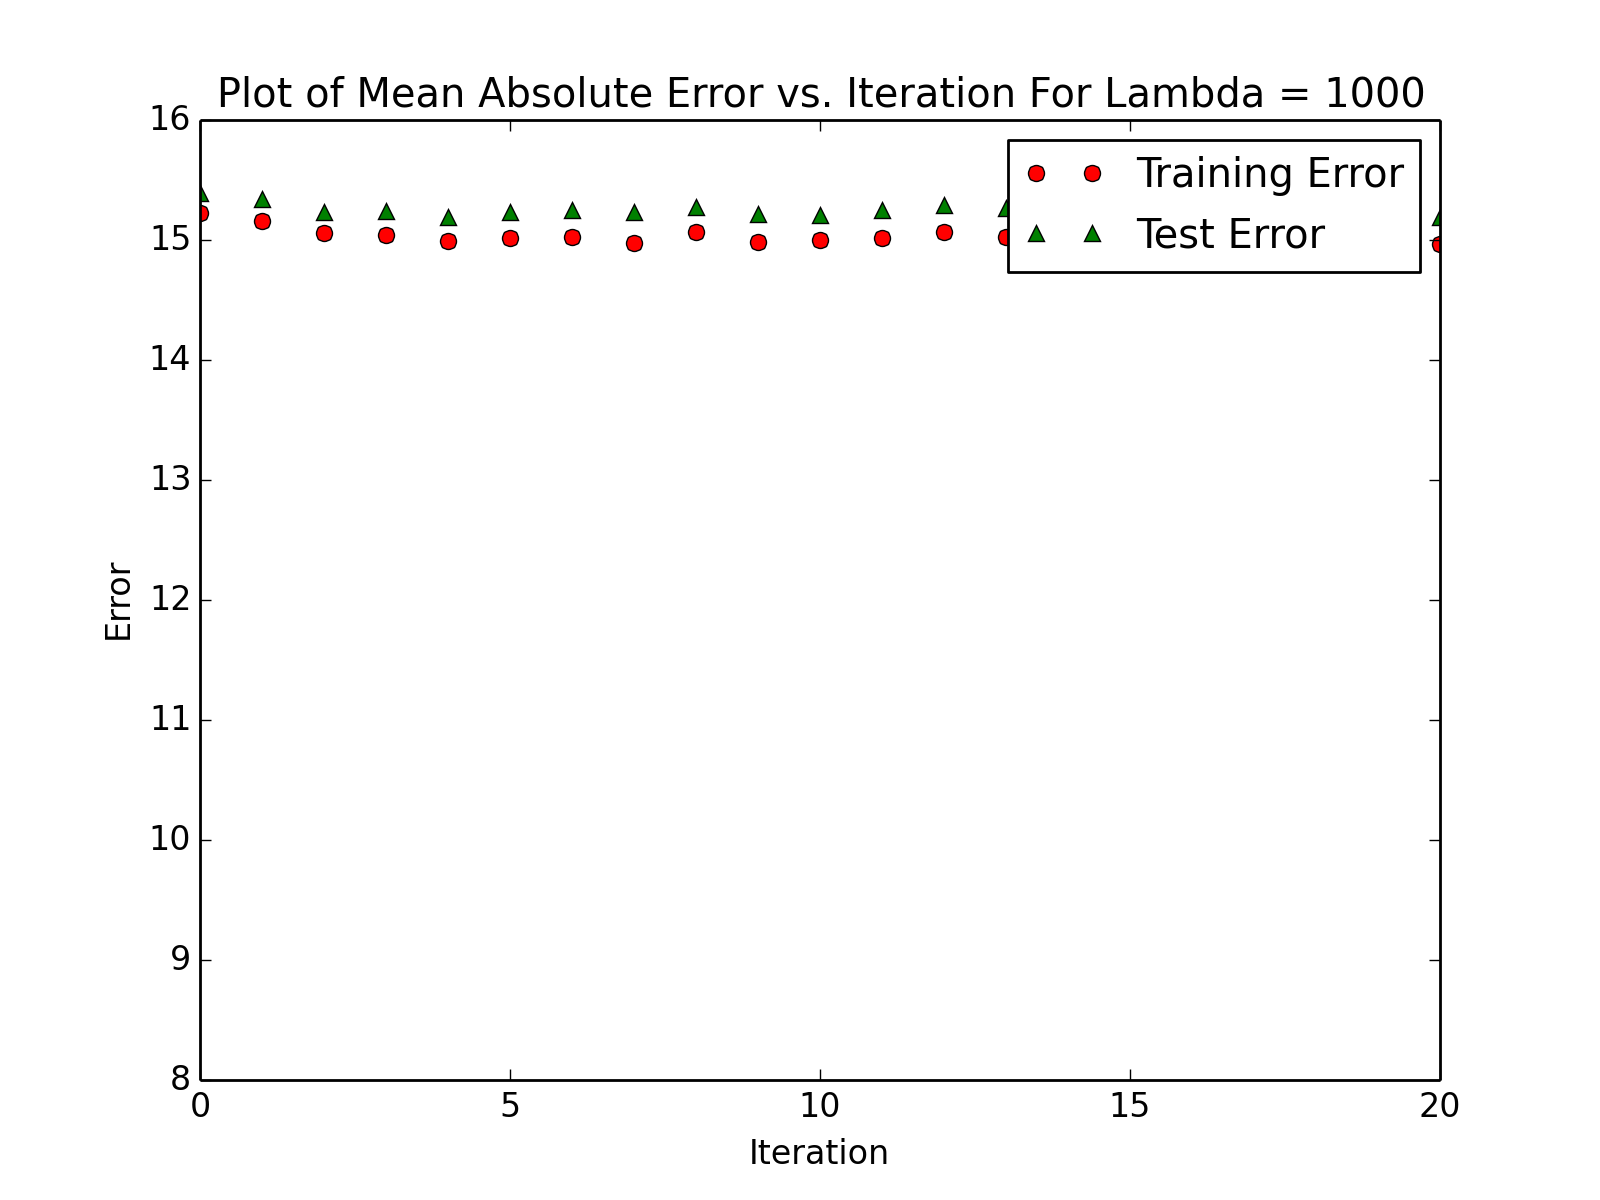 Plot of Mean Absolute Error vs. Iteration For Lambda = 1000
16
15
14
13
12
11
10
9
8
Error
Training Error
Test Error
0 5 10 15 20
Iteration